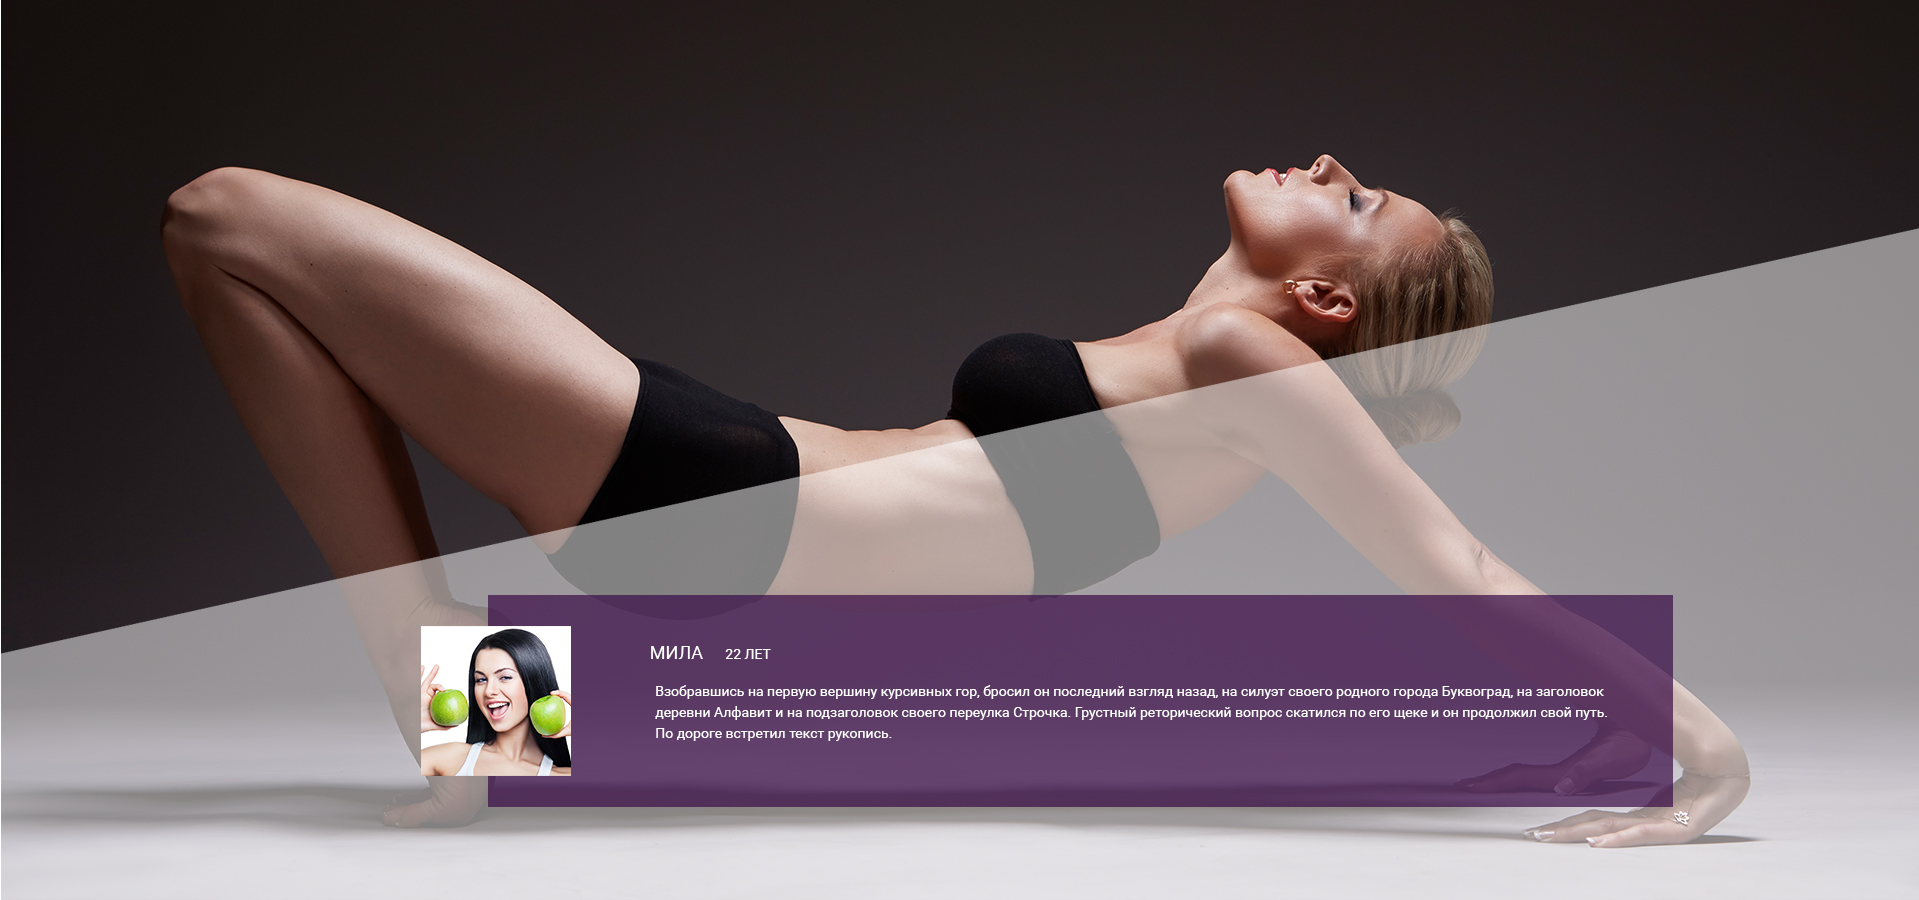 МИЛА 22 ЛЕТ
Взобравшись на первую вершину курсивных гор, бросил он последний взгляд назад, на силуэт своего родного города Буквоград, на заголовок
деревни Алфавит и на подзаголовок своего переулка Строчка. Грустный реторический вопрос скатился по его щеке и он продолжил свой путь.
По дороге встретил текст рукопись.